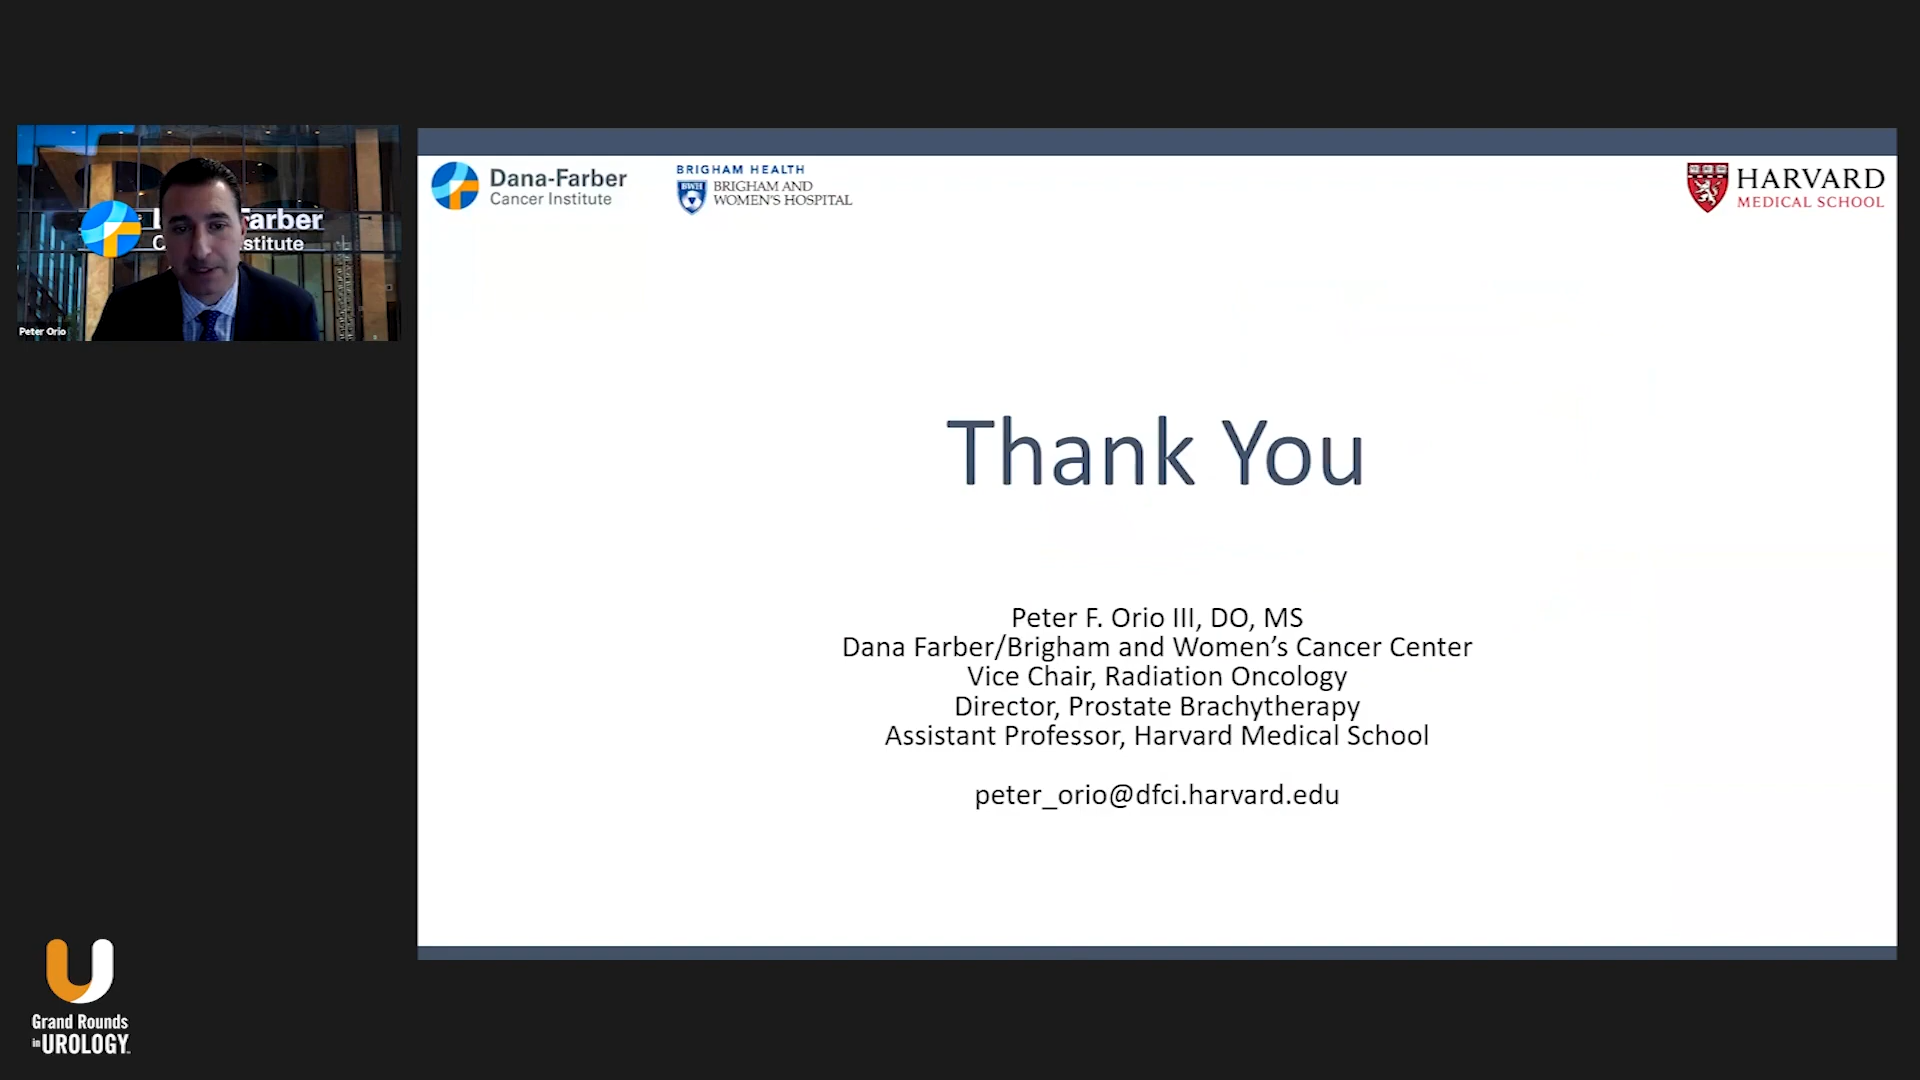 Dana-Farber
Cancer Institute
BRIGHAM HEALTH
BWH
BRIGHAM AND
WOMEN'S HOSPITAL
HARVARD
MEDICAL SCHOOL
arber
stitute
Peter Orio
Thank You
Peter F. Orio III, DO, MS
Dana Farber/Brigham and Women’s Cancer Center
Vice Chair, Radiation Oncology
Director, Prostate Brachytherapy
Assistant Professor, Harvard Medical School
peter_orio@dfci.harvard.edu
Grand Rounds
in UROLOGY